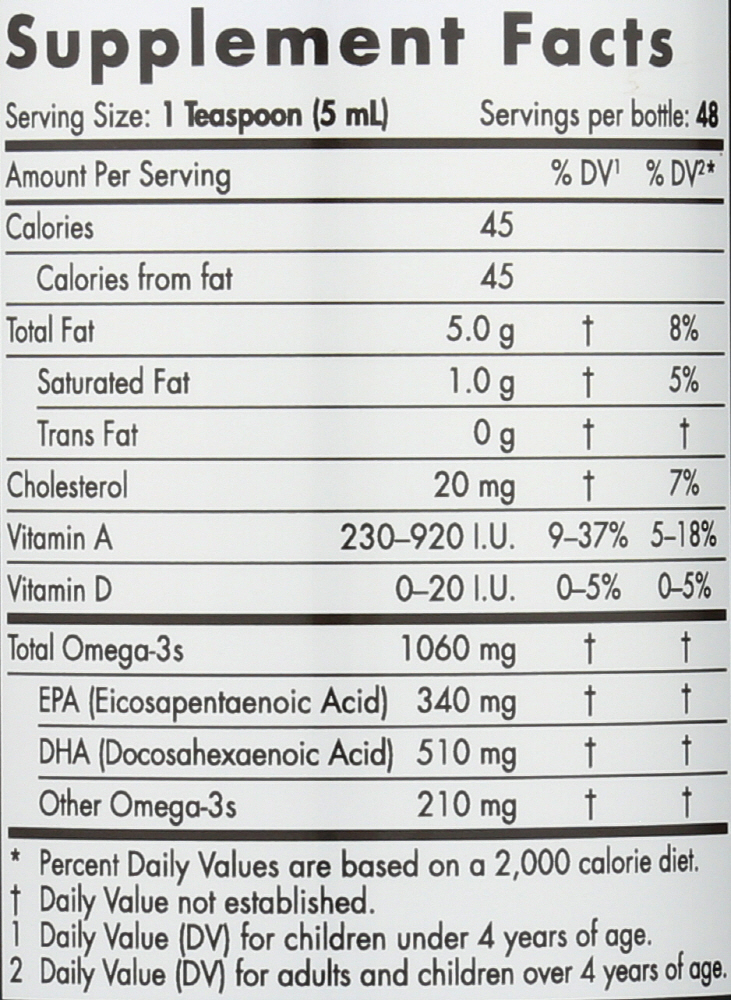 Supplement Facts
Serving Size: 1 Teaspoon (5 mL) Servings per bottle: 48
Amount Per Serving % DV¹ % DV²*
Calories 45
Calories from fat 45
Total Fat 5.0 g † 8%
Saturated Fat 1.0 g † 5%
Trans Fat 0 g † †
Cholesterol 20 mg † 7%
Vitamin A 230–920 I.U. 9–37% 5–18%
Vitamin D 0–20 I.U. 0–5% 0–5%
Total Omega-3s 1060 mg † †
EPA (Eicosapentaenoic Acid) 340 mg † †
DHA (Docosahexaenoic Acid) 510 mg † †
Other Omega-3s 210 mg † †
* Percent Daily Values are based on a 2,000 calorie diet.
† Daily Value not established.
1 Daily Value (DV) for children under 4 years of age.
2 Daily Value (DV) for adults and children over 4 years of age.